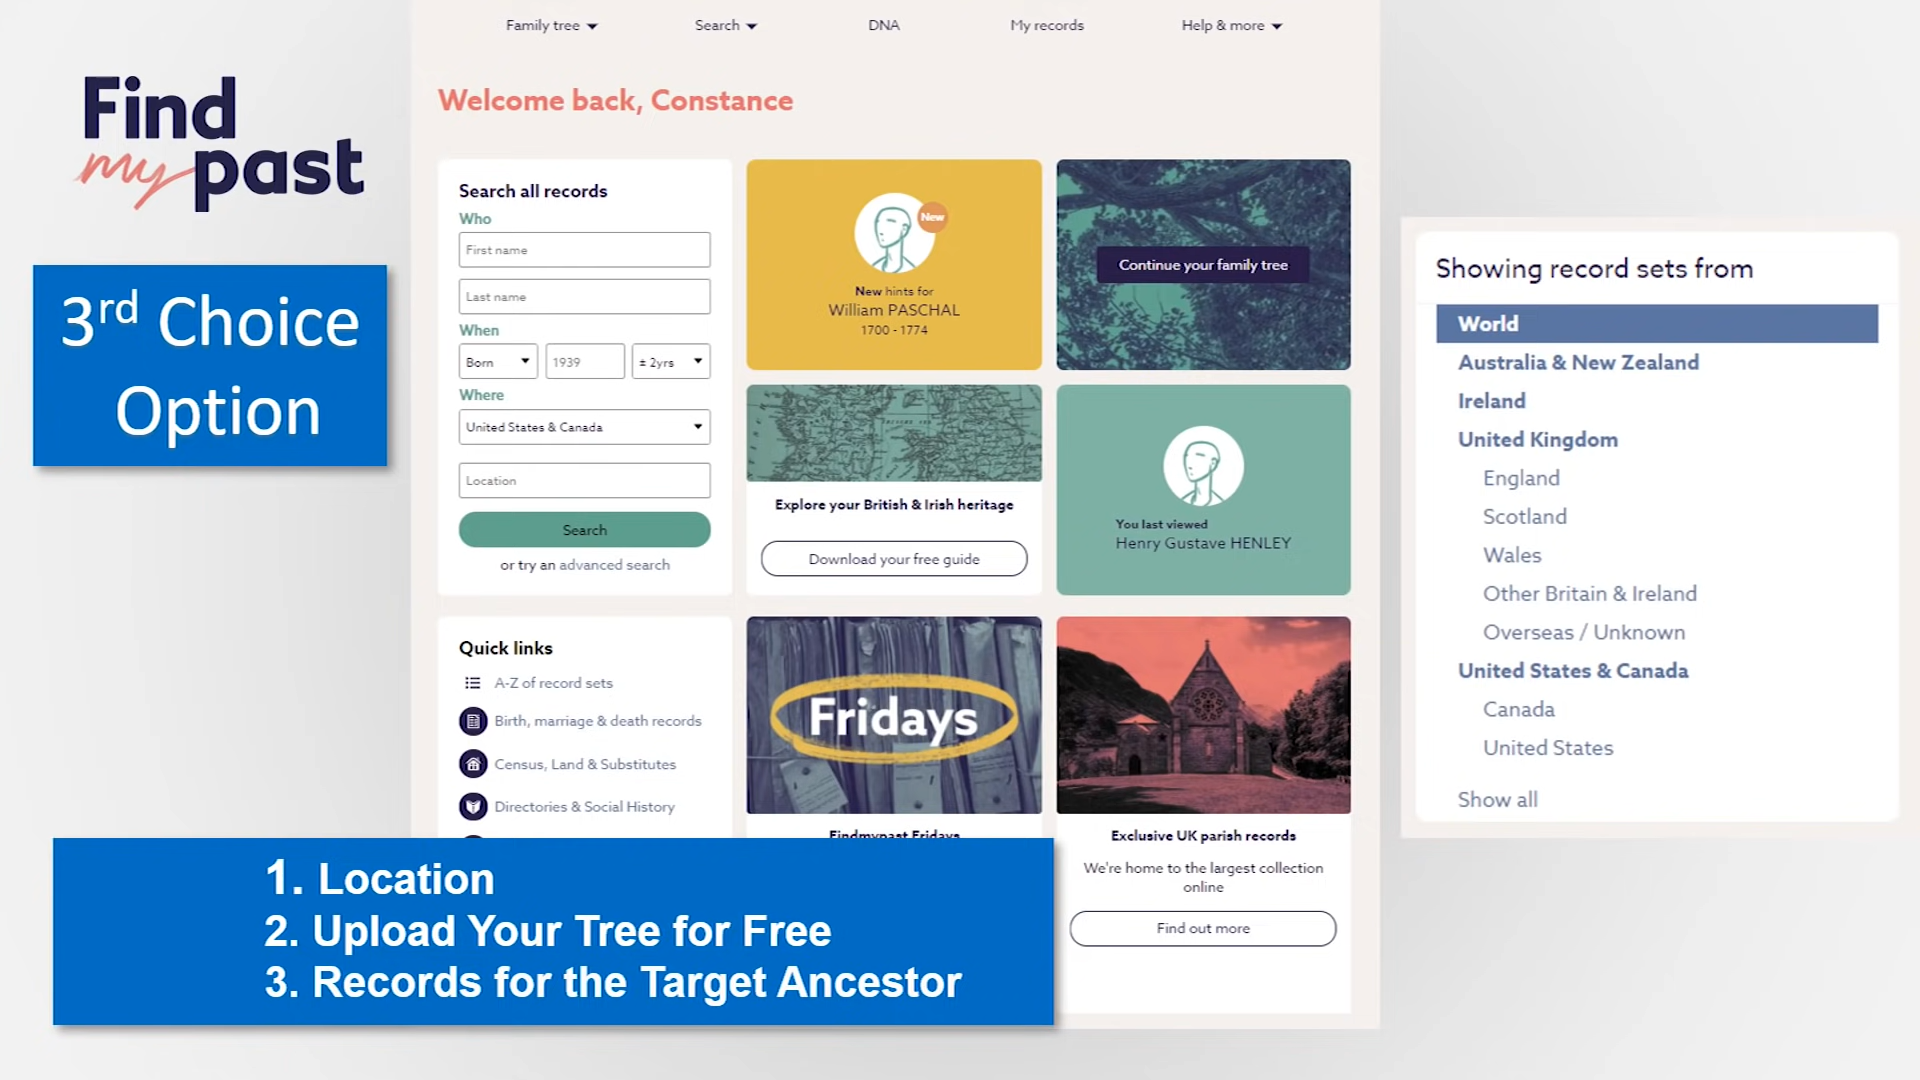 Family tree
Search
DNA
My records
Help & more
Find
my past
Welcome back, Constance
3rd Choice
Option
Search all records
Who
First name
Last name
When
Born
1939
± 2yrs
Where
United States & Canada
Location
Search
or try an advanced search
New
New hints for
William PASCHAL
1700 - 1774
Continue your family tree
Explore your British & Irish heritage
Download your free guide
You last viewed
Henry Gustave HENLEY
Quick links
A-Z of record sets
Birth, marriage & death records
Census, Land & Substitutes
Directories & Social History
Fridays
Findmypast Fridays
Exclusive UK parish records
We're home to the largest collection
online
Find out more
Showing record sets from
World
Australia & New Zealand
Ireland
United Kingdom
England
Scotland
Wales
Other Britain & Ireland
Overseas / Unknown
United States & Canada
Canada
United States
Show all
1. Location
2. Upload Your Tree for Free
3. Records for the Target Ancestor